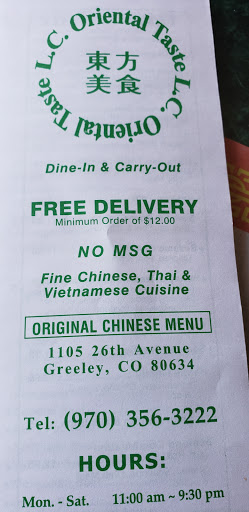 L.C. Oriental Taste L.C. Oriental Taste
東方
美食
Dine-In & Carry-Out
FREE DELIVERY
Minimum Order of $12.00
NO MSG
Fine Chinese, Thai &
Vietnamese Cuisine
ORIGINAL CHINESE MENU
1105 26th Avenue
Greeley, CO 80634
Tel: (970) 356-3222
HOURS:
Mon. - Sat. 11:00 am ~ 9:30 pm